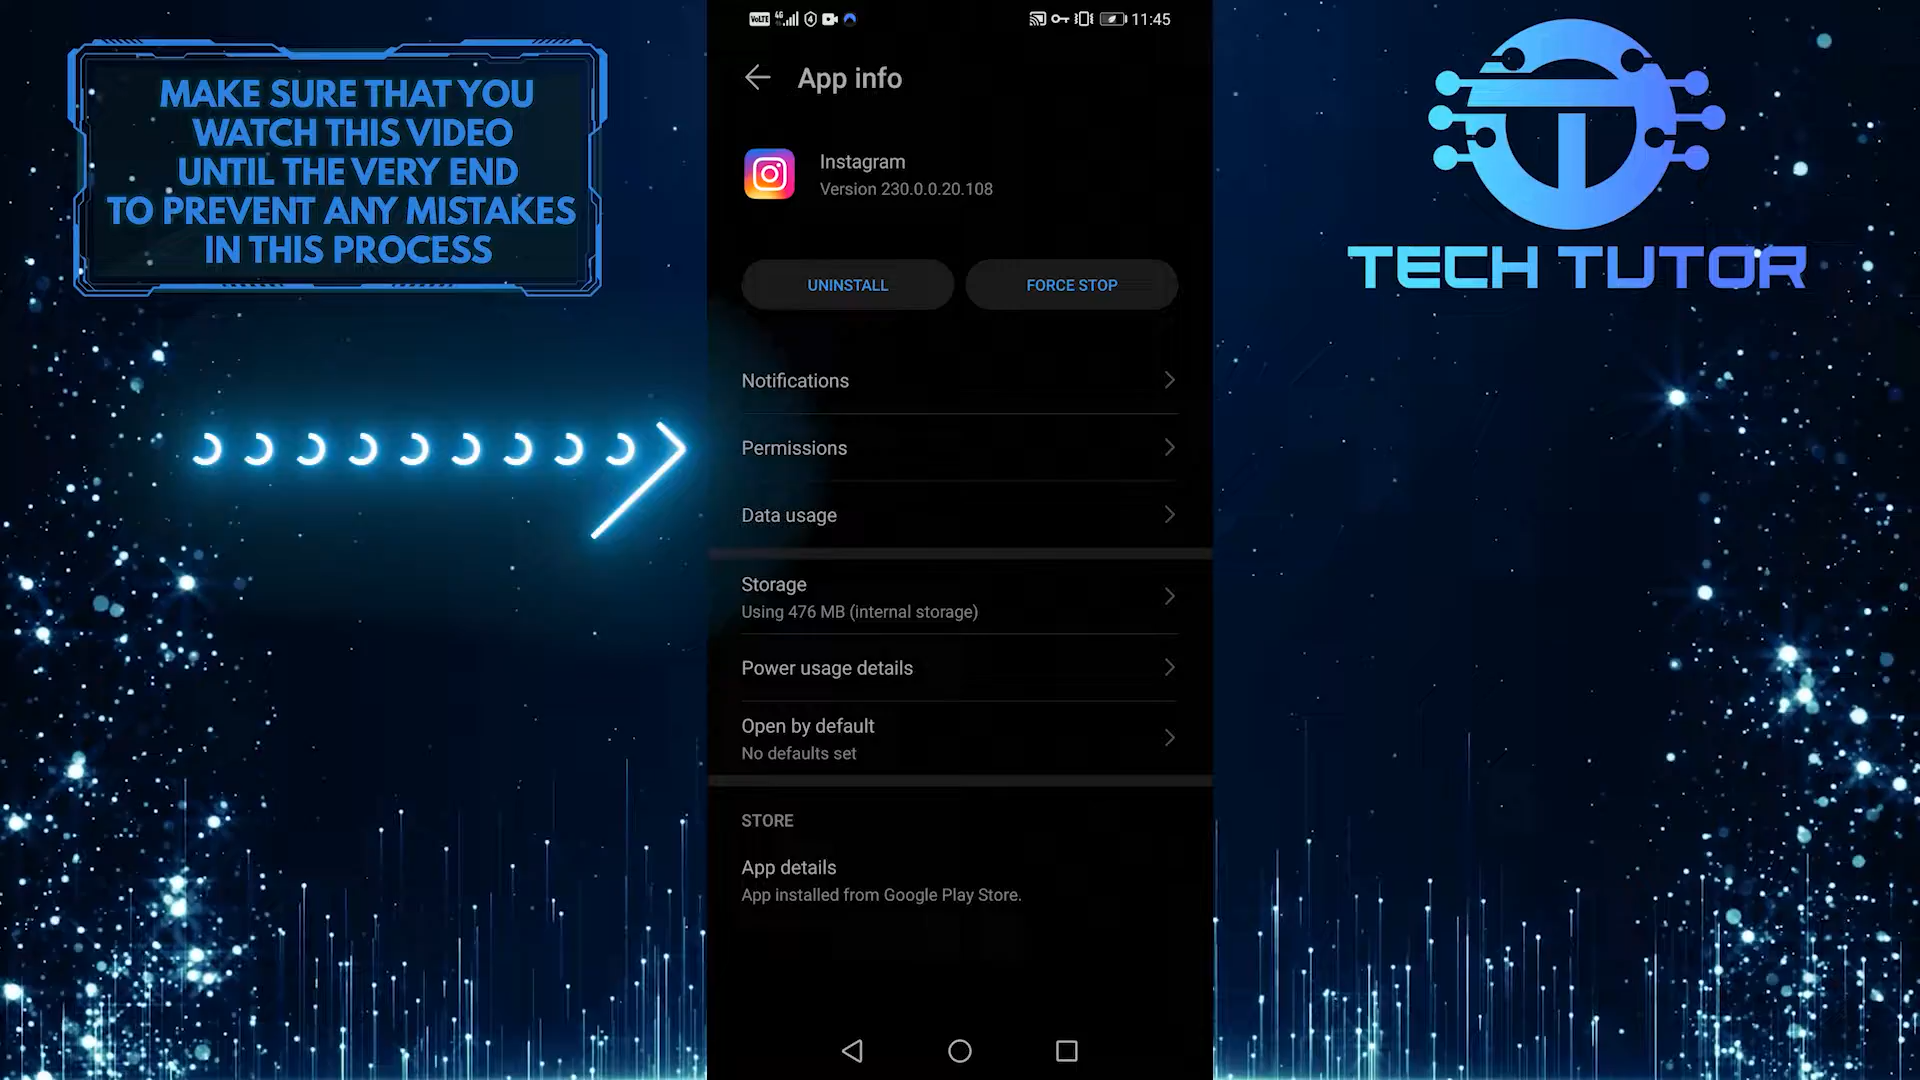 MAKE SURE THAT YOU
WATCH THIS VIDEO
UNTIL THE VERY END
TO PREVENT ANY MISTAKES
IN THIS PROCESS
VoLTE 4G 11:45
App info
Instagram
Version 230.0.0.20.108
UNINSTALL
FORCE STOP
Notifications
Permissions
Data usage
Storage
Using 476 MB (internal storage)
Power usage details
Open by default
No defaults set
STORE
App details
App installed from Google Play Store.
TECH TUTOR